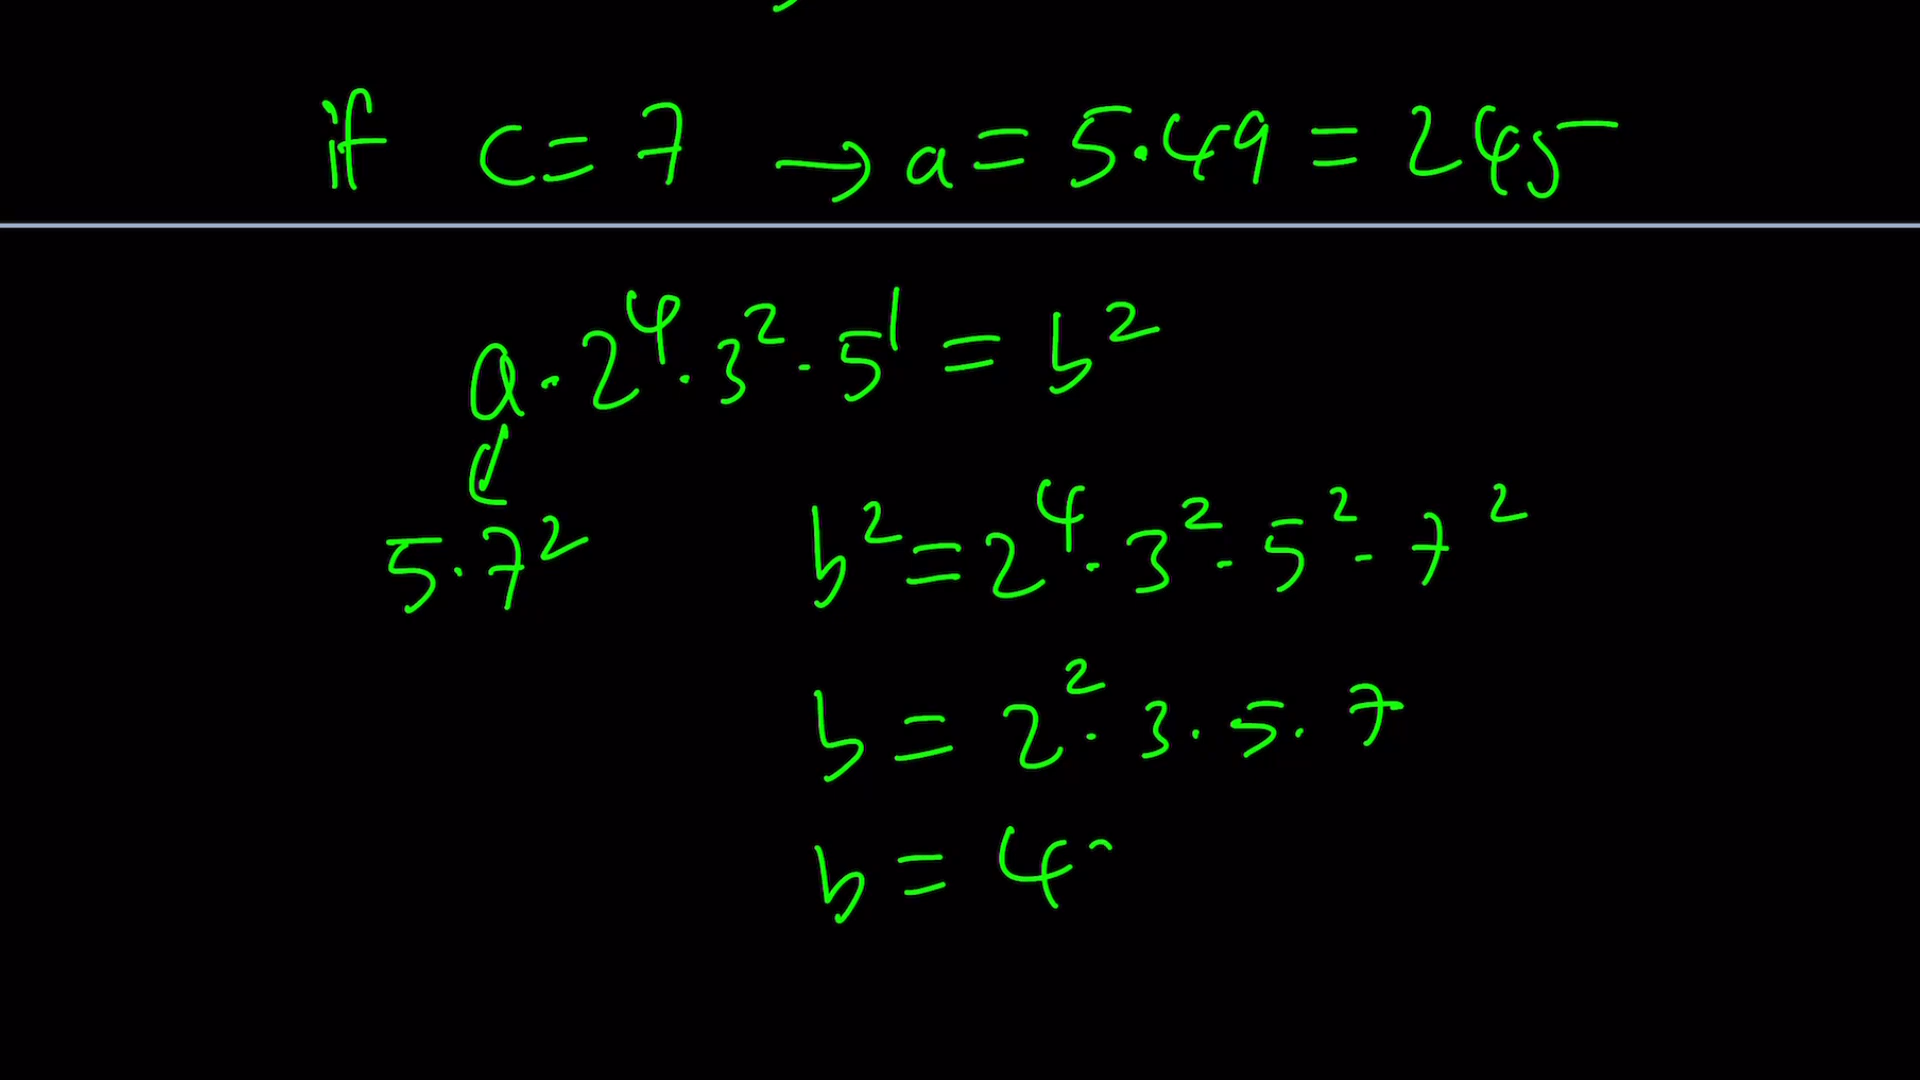 if c = 7 → a = 5·49 = 245
a·2⁴·3²·5¹ = b²
5·7²
b² = 2⁴·3²·5²·7²
b = 2²·3·5·7
b = 4